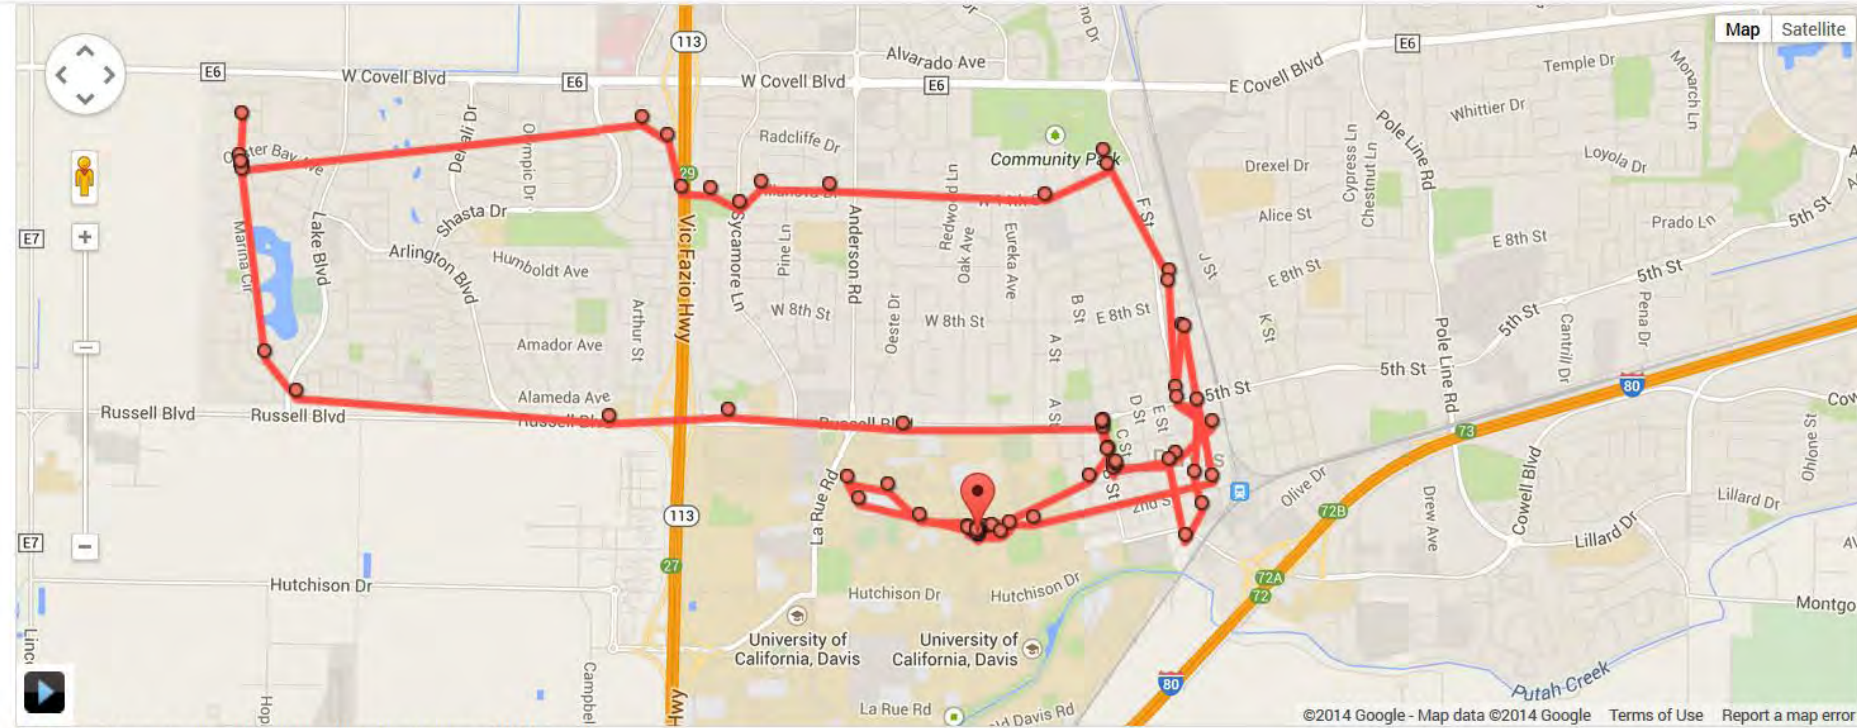 113
Map
Satellite
E6
W Covell Blvd
E6
W Covell Blvd
E6
Alvarado Ave
E Covell Blvd
E6
Temple Dr
Monarch Ln
Whittier Dr
Pole Line Rd
Loyola Dr
Radcliffe Dr
Community Park
Drexel Dr
Cypress Ln
Chestnut Ln
Denali Dr
Olympic Dr
29
Redwood Ln
F St
Alice St
Prado Ln
5th St
E7
Marina Cir
Lake Blvd
Shasta Dr
Arlington Blvd
Humboldt Ave
Vic Fazio Hwy
Sycamore Ln
Pine Ln
Anderson Rd
Oak Ave
Eureka Ave
J St
E 8th St
E 8th St
5th St
Arthur St
Amador Ave
W 8th St
Oeste Dr
W 8th St
A St
B St
E 8th St
K St
5th St
Cantrill Dr
Pena Dr
Pole Line Rd
80
5th St
5th St
Russell Blvd
Russell Blvd
Alameda Ave
Russell Blvd
Russell Blvd
A St
C St
D St
E St
73
Cowell Blvd
Ohlone St
La Rue Rd
2nd S
Olive Dr
72B
Drew Ave
Lillard Dr
Lillard Dr
E7
113
27
Hutchison Dr
Hutchison Dr
Hutchison Dr
72A
72
Montgo
University of
California, Davis
University of
California, Davis
Campbel
Hop
Hwy
La Rue Rd
ld Davis Rd
80
Putah Creek
©2014 Google - Map data ©2014 Google
Terms of Use
Report a map error